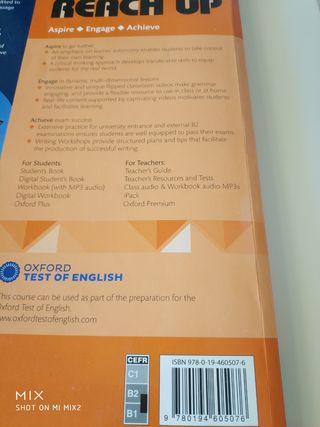 REACH UP
Aspire ◆ Engage ◆ Achieve
Aspire to go further
◆ An emphasis on learner autonomy enables students to take control
of their own learning.
◆ A critical thinking approach develops transferable skills to equip
students for the real world.
Engage in dynamic multi-dimensional lessons
◆ Innovative and unique flipped classroom videos make grammar
engaging, and provide a flexible resource to use in class or at home.
◆ Real-life content supported by captivating videos motivates students
and facilitates learning.
Achieve exam success
◆ Extensive practice for university entrance and external B2
examinations ensures students are well equipped to pass their exams.
◆ Writing Workshops provide structured plans and tips that facilitate
the production of successful writing.
For Students:
Student's Book
Digital Student's Book
Workbook (with MP3 audio)
Digital Workbook
Oxford Plus
For Teachers:
Teacher's Guide
Teacher's Resources and Tests
Class audio & Workbook audio MP3s
iPack
Oxford Premium
OXFORD
TEST OF ENGLISH
This course can be used as part of the preparation for the
Oxford Test of English.
www.oxfordtestofenglish.com
CEFR
C1
B2
B1
ISBN 978-0-19-460507-6
9 780194 605076
MIX
SHOT ON MI MIX2